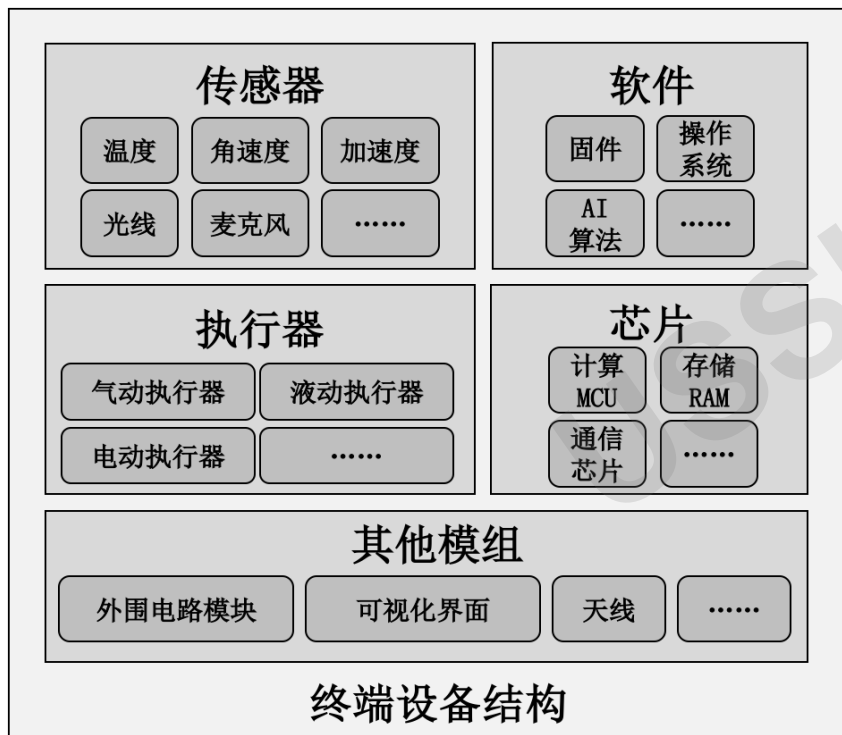 传感器
温度
角速度
加速度
光线
麦克风
……
软件
固件
操作
系统
AI
算法
……
执行器
气动执行器
液动执行器
电动执行器
……
芯片
计算
MCU
存储
RAM
通信
芯片
……
其他模组
外围电路模块
可视化界面
天线
……
终端设备结构